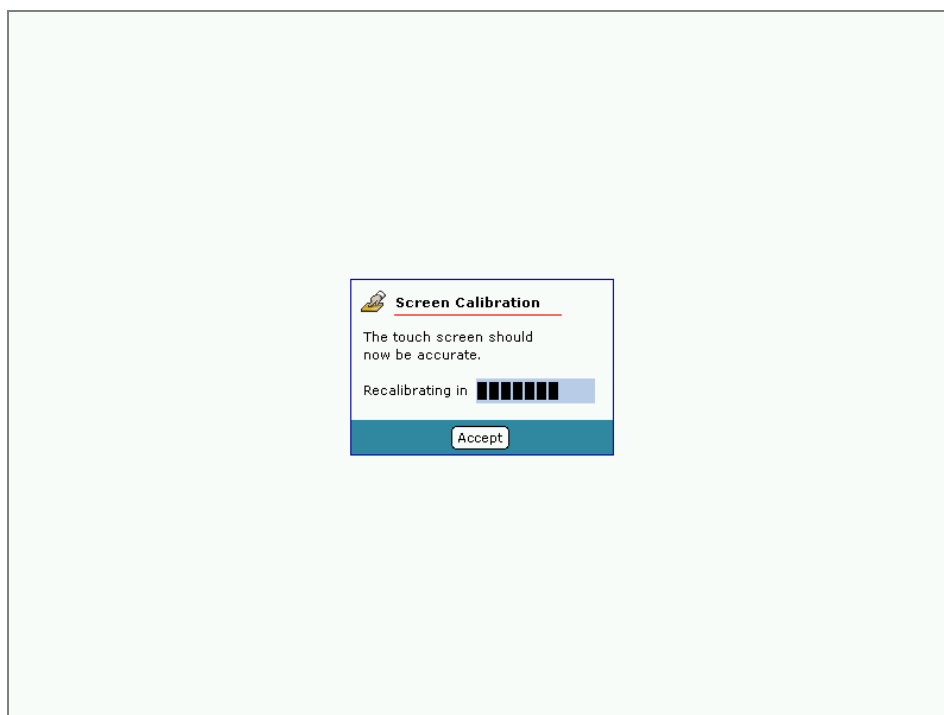 Screen Calibration
The touch screen should
now be accurate.
Recalibrating in
Accept